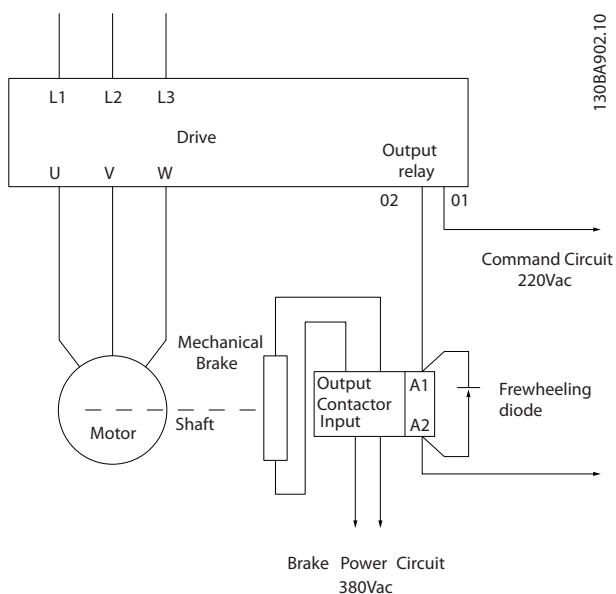 130BA902.10
L1 L2 L3
Drive
Output
relay
U V W
02 01
Command Circuit
220Vac
Mechanical
Brake
Output
Contactor
Input
A1
A2
Frewheeling
diode
Motor
Shaft
Brake Power Circuit
380Vac